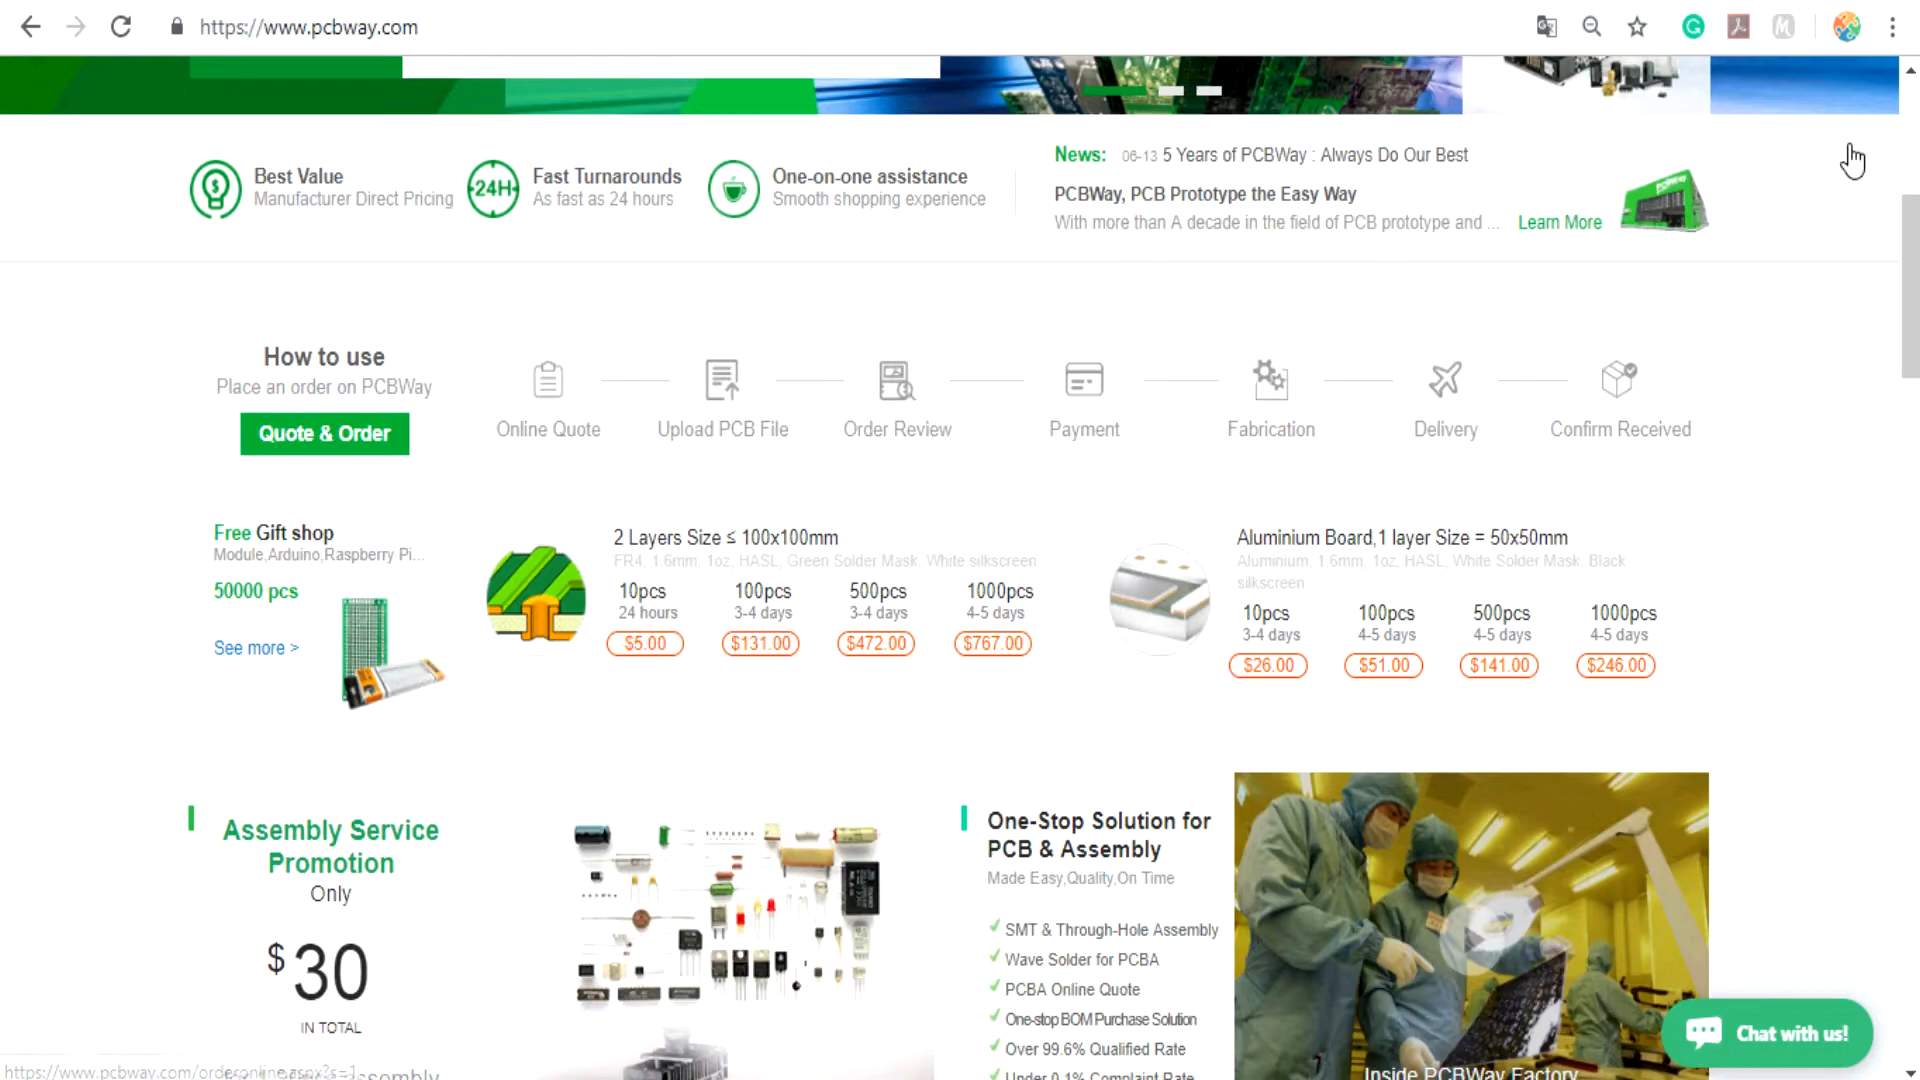 https://www.pcbway.com
Best Value
Manufacturer Direct Pricing
24H
Fast Turnarounds
As fast as 24 hours
One-on-one assistance
Smooth shopping experience
News: 06-13 5 Years of PCBWay : Always Do Our Best
PCBWay, PCB Prototype the Easy Way
With more than A decade in the field of PCB prototype and ... Learn More
How to use
Place an order on PCBWay
Quote & Order
Online Quote
Upload PCB File
Order Review
Payment
Fabrication
Delivery
Confirm Received
Free Gift shop
Module,Arduino,Raspberry Pi...
50000 pcs
See more >
2 Layers Size ≤ 100x100mm
FR4, 1.6mm, 1oz, HASL, Green Solder Mask, White silkscreen
10pcs 100pcs 500pcs 1000pcs
24 hours 3-4 days 3-4 days 4-5 days
$5.00 $131.00 $472.00 $767.00
Aluminium Board,1 layer Size = 50x50mm
Aluminium, 1.6mm, 1oz, HASL, White Solder Mask, Black
silkscreen
10pcs 100pcs 500pcs 1000pcs
3-4 days 4-5 days 4-5 days 4-5 days
$26.00 $51.00 $141.00 $246.00
Assembly Service
Promotion
Only
$30
IN TOTAL
One-Stop Solution for
PCB & Assembly
Made Easy,Quality,On Time
SMT & Through-Hole Assembly
Wave Solder for PCBA
PCBA Online Quote
One-stop BOM Purchase Solution
Over 99.6% Qualified Rate
Under 0.1% Complaint Rate
Inside PCBWay Factory
Chat with us!
https://www.pcbway.com/orderonline.aspx?s=1